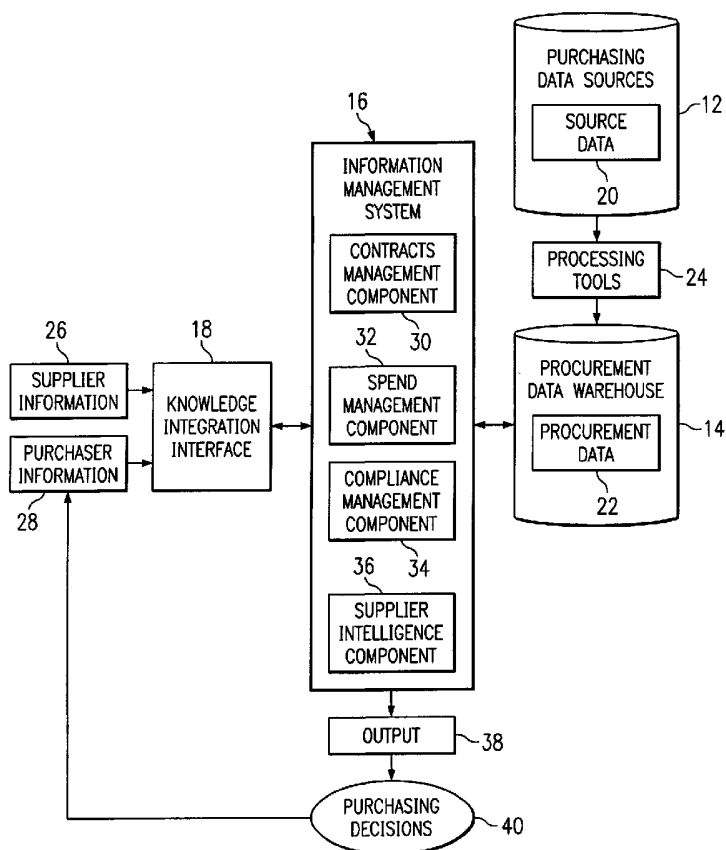 PURCHASING
DATA SOURCES
12
SOURCE
DATA
20
16
INFORMATION
MANAGEMENT
SYSTEM
PROCESSING
TOOLS
24
CONTRACTS
MANAGEMENT
COMPONENT
30
26
SUPPLIER
INFORMATION
18
KNOWLEDGE
INTEGRATION
INTERFACE
PURCHASER
INFORMATION
28
32
SPEND
MANAGEMENT
COMPONENT
PROCUREMENT
DATA WAREHOUSE
14
PROCUREMENT
DATA
22
COMPLIANCE
MANAGEMENT
COMPONENT
34
36
SUPPLIER
INTELLIGENCE
COMPONENT
OUTPUT
38
PURCHASING
DECISIONS
40